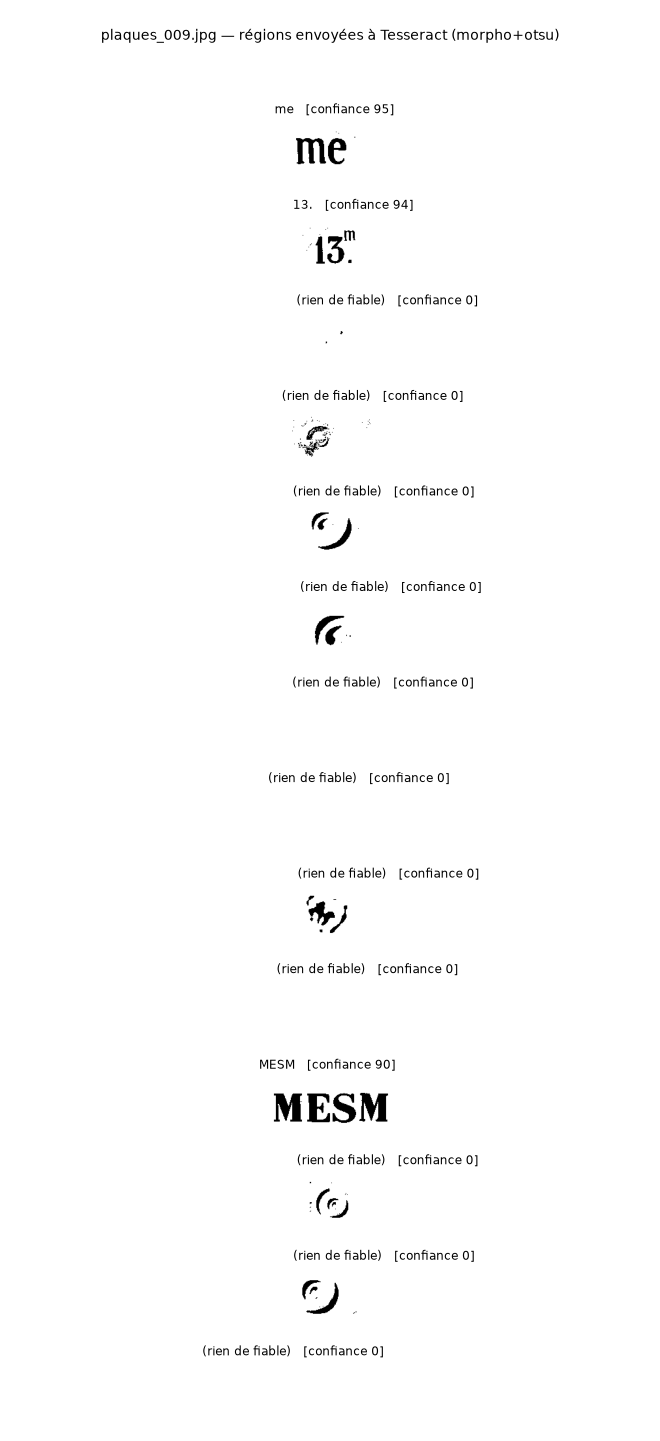 plaques_009.jpg — régions envoyées à Tesseract (morpho+otsu)
me [confiance 95]
me
13. [confiance 94]
13.m
(rien de fiable) [confiance 0]
(rien de fiable) [confiance 0]
(rien de fiable) [confiance 0]
(rien de fiable) [confiance 0]
(rien de fiable) [confiance 0]
(rien de fiable) [confiance 0]
(rien de fiable) [confiance 0]
(rien de fiable) [confiance 0]
MESM [confiance 90]
MESM
(rien de fiable) [confiance 0]
(rien de fiable) [confiance 0]
(rien de fiable) [confiance 0]